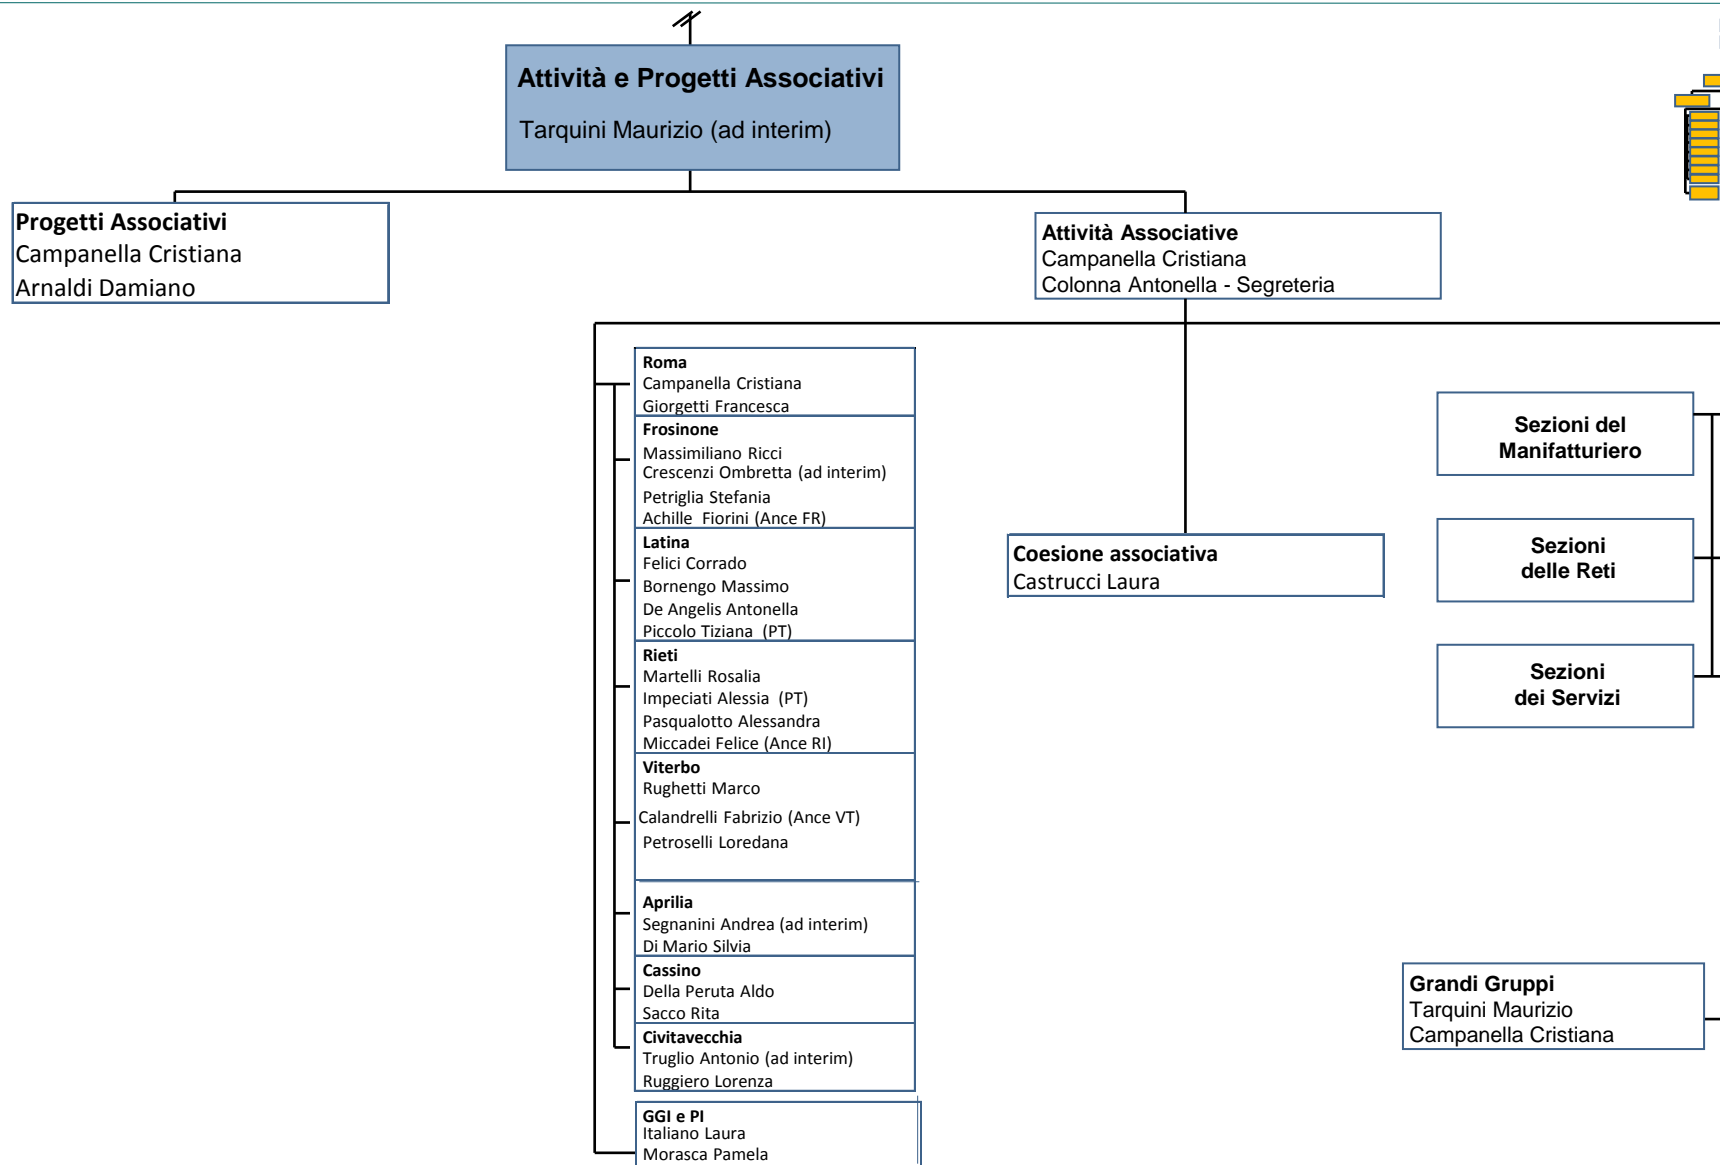 Attività e Progetti Associativi
Tarquini Maurizio (ad interim)
Progetti Associativi
Campanella Cristiana
Arnaldi Damiano
Attività Associative
Campanella Cristiana
Colonna Antonella - Segreteria
Roma
Campanella Cristiana
Giorgetti Francesca
Frosinone
Massimiliano Ricci
Crescenzi Ombretta (ad interim)
Petriglia Stefania
Achille Fiorini (Ance FR)
Latina
Felici Corrado
Bornengo Massimo
De Angelis Antonella
Piccolo Tiziana (PT)
Rieti
Martelli Rosalia
Impeciati Alessia (PT)
Pasqualotto Alessandra
Miccadei Felice (Ance RI)
Viterbo
Rughetti Marco
Calandrelli Fabrizio (Ance VT)
Petroselli Loredana
Aprilia
Segnanini Andrea (ad interim)
Di Mario Silvia
Cassino
Della Peruta Aldo
Sacco Rita
Civitavecchia
Truglio Antonio (ad interim)
Ruggiero Lorenza
GGI e PI
Italiano Laura
Morasca Pamela
Coesione associativa
Castrucci Laura
Sezioni del
Manifatturiero
Sezioni
delle Reti
Sezioni
dei Servizi
Grandi Gruppi
Tarquini Maurizio
Campanella Cristiana